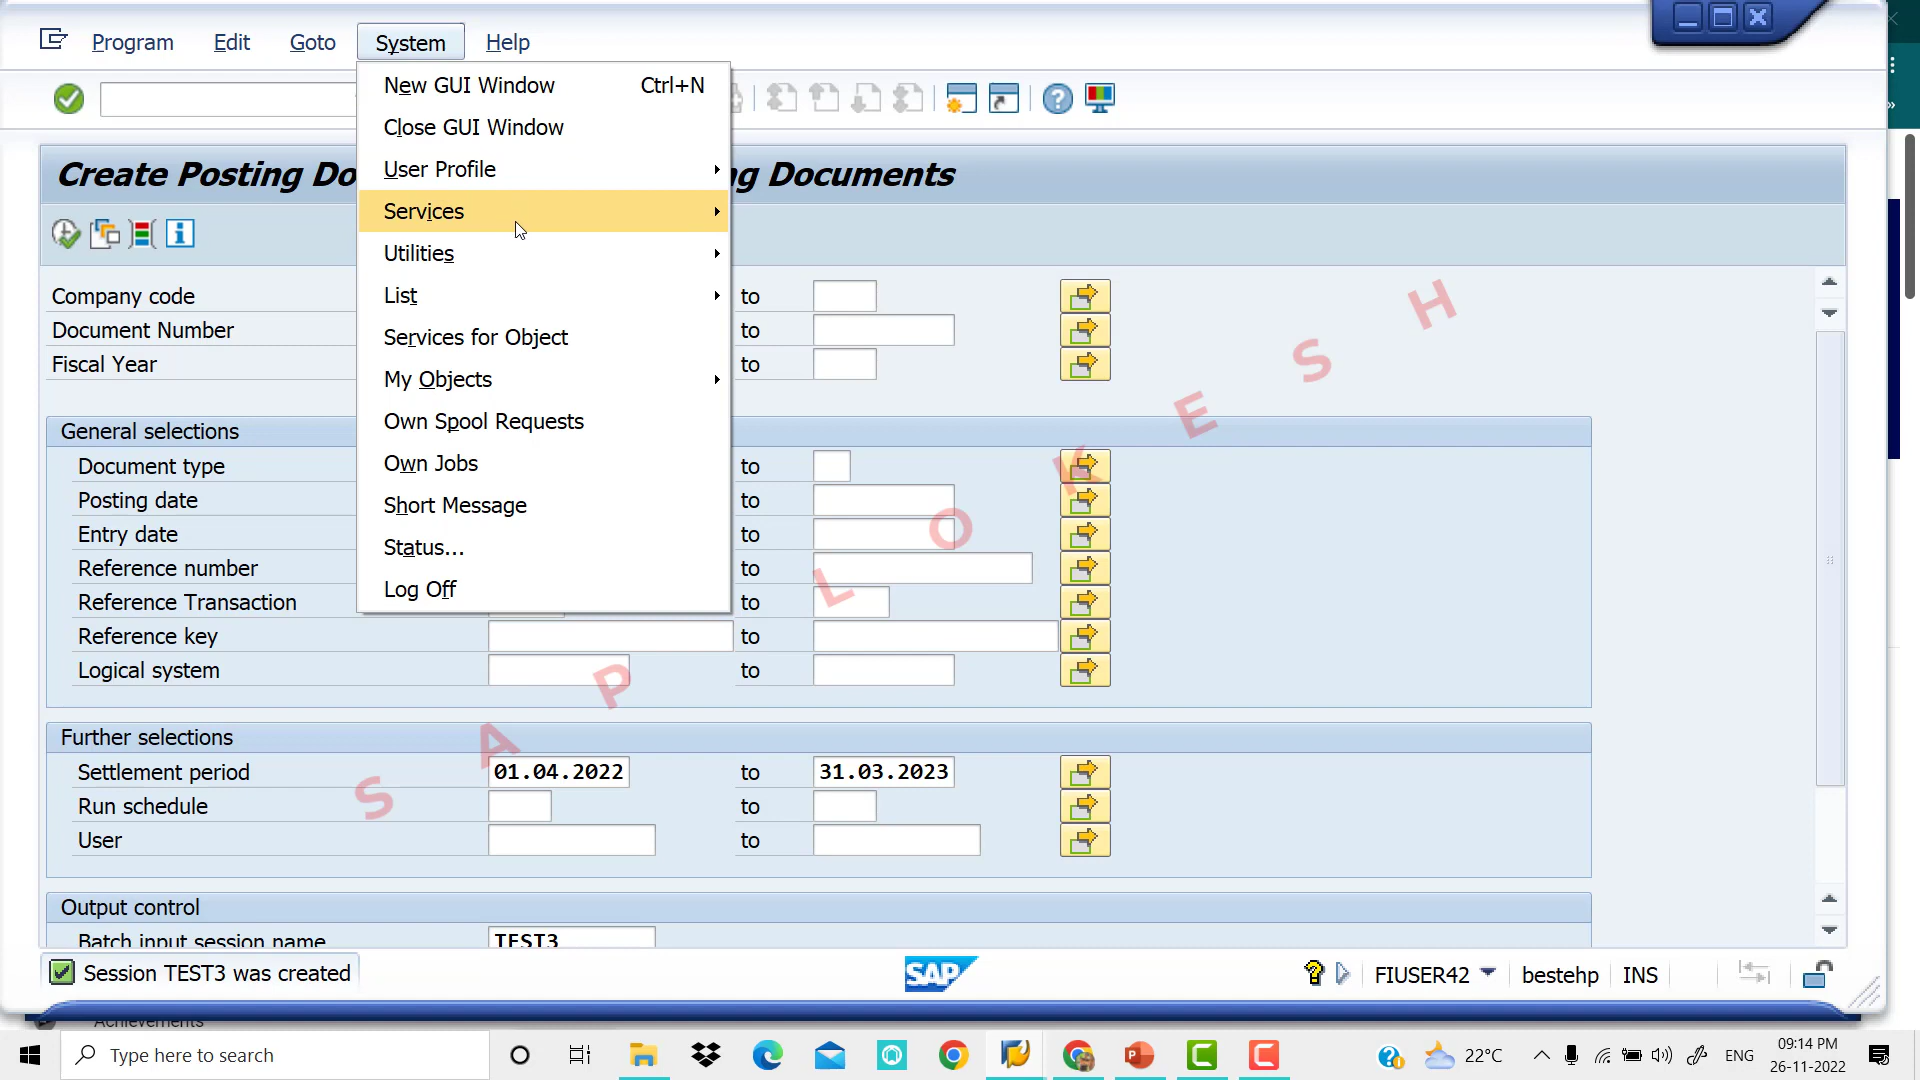 Program Edit Goto System Help
New GUI Window Ctrl+N
Close GUI Window
User Profile
Services
Utilities
List
Services for Object
My Objects
Own Spool Requests
Own Jobs
Short Message
Status...
Log Off
Create Posting Do ng Documents
Company code to
Document Number to
Fiscal Year to
General selections
Document type to
Posting date to
Entry date to
Reference number to
Reference Transaction to
Reference key to
Logical system to
Further selections
Settlement period 01.04.2022 to 31.03.2023
Run schedule to
User to
Output control
Batch input session name TEST3
SAP LOKESH
Session TEST3 was created SAP FIUSER42 bestehp INS
Achievements
Type here to search 22°C ENG 09:14 PM
26-11-2022